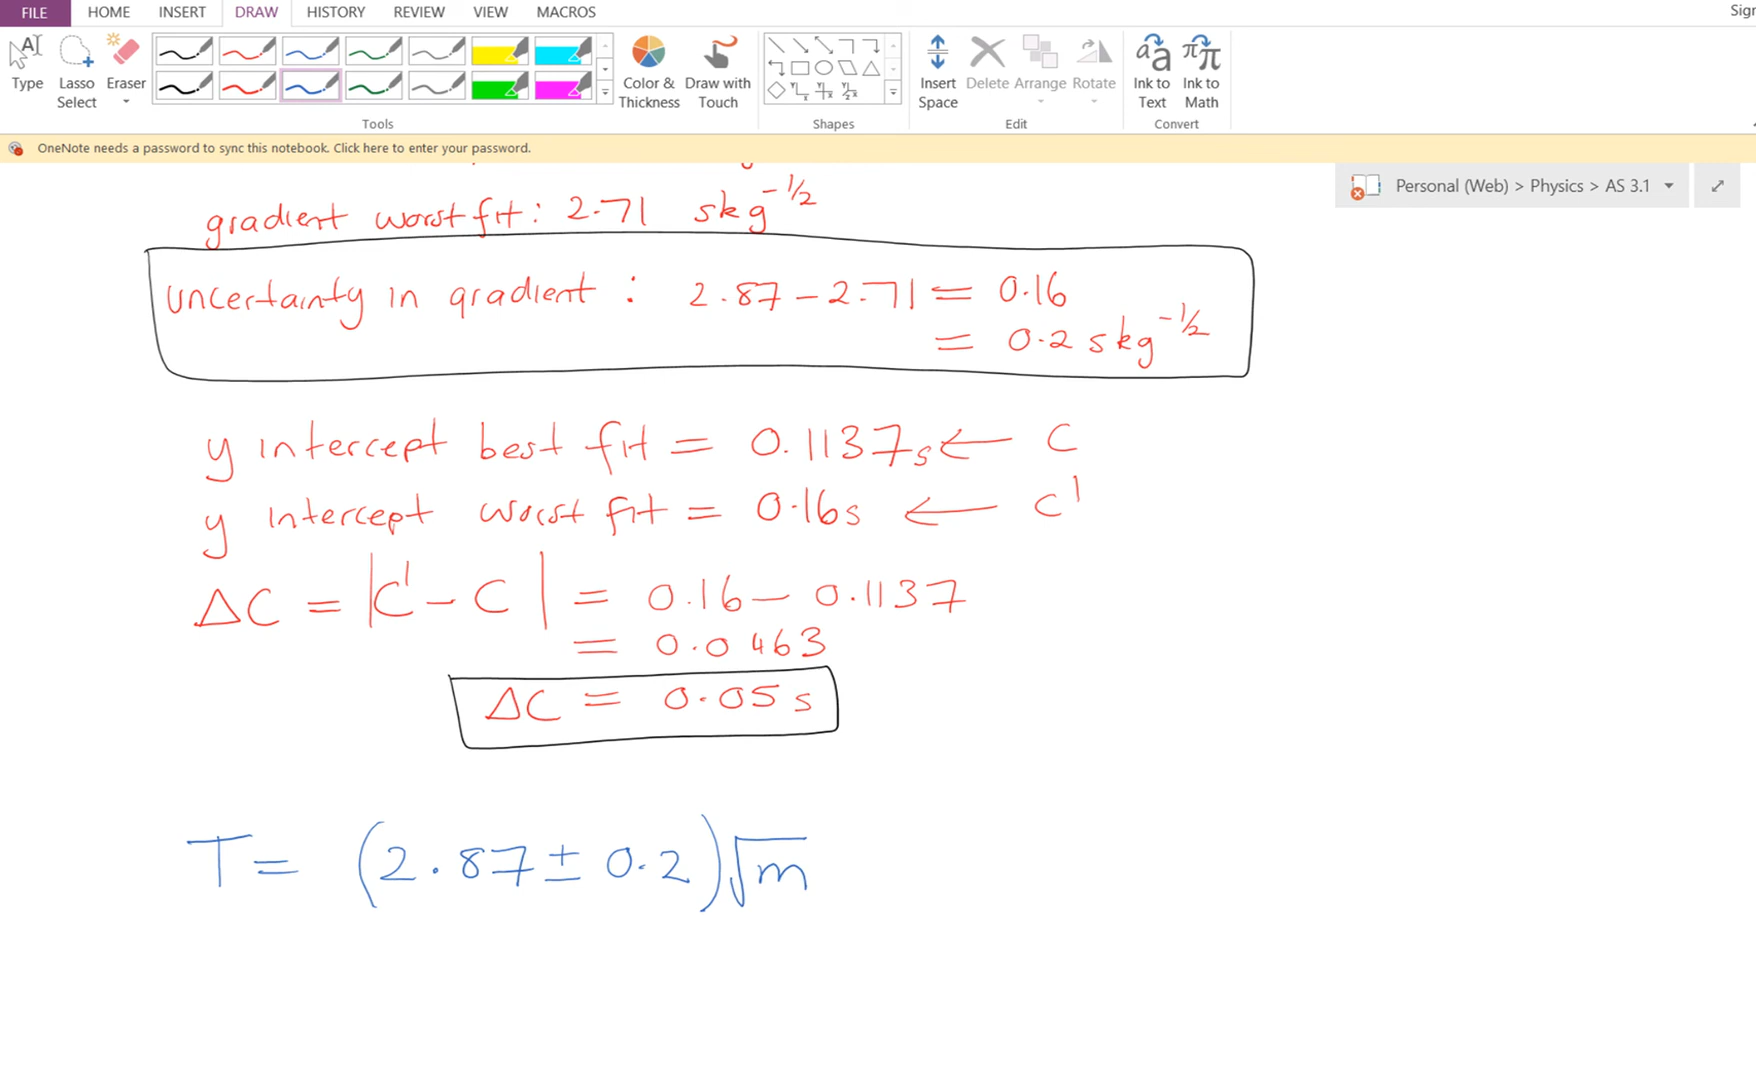 FILE HOME INSERT DRAW HISTORY REVIEW VIEW MACROS
Type Lasso Select Eraser Color & Thickness Draw with Touch Insert Space Delete Arrange Rotate Ink to Text Ink to Math
Tools Shapes Edit Convert
OneNote needs a password to sync this notebook. Click here to enter your password.
Personal (Web) > Physics > AS 3.1
gradient worst fit: 2.71 skg^-1/2
uncertainty in gradient : 2.87 - 2.71 = 0.16
= 0.2 skg^-1/2
y intercept best fit = 0.1137s ← C
y intercept worst fit = 0.16s ← C'
ΔC = |C' - C| = 0.16 - 0.1137
= 0.0463
ΔC = 0.05 s
T = (2.87 ± 0.2)√m